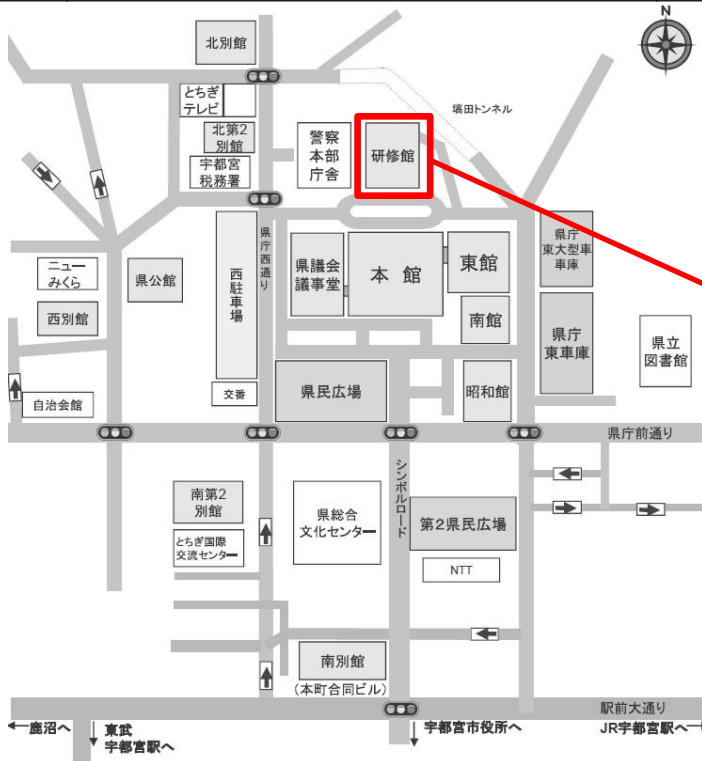 N
北別館
とちぎ
テレビ
北第2
別館
宇都宮
税務署
警察
本部
庁舎
研修館
塙田トンネル
県庁西通り
西駐車場
県議会
議事堂
本 館
東館
南館
県庁
東大型車
車庫
県庁
東車庫
県立
図書館
ニュー
みくら
西別館
県公館
自治会館
交番
県民広場
昭和館
県庁前通り
シンボルロード
南第2
別館
とちぎ国際
交流センター
県総合
文化センター
第2県民広場
NTT
南別館
(本町合同ビル)
駅前大通り
←鹿沼へ
東武
宇都宮駅へ
↓
宇都宮市役所へ
↓
JR宇都宮駅へ→